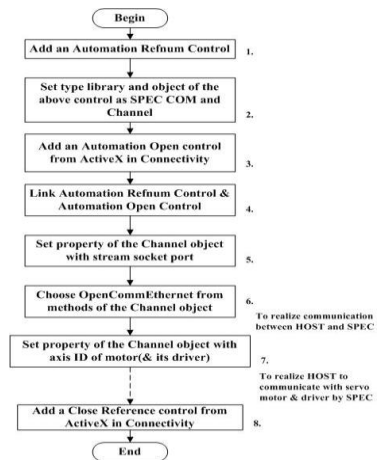 Begin
Add an Automation Refnum Control
1.
Set type library and object of the
above control as SPEC COM and
Channel
2.
Add an Automation Open control
from ActiveX in Connectivity
3.
Link Automation Refnum Control &
Automation Open Control
4.
Set property of the Channel object
with stream socket port
5.
Choose OpenCommEthernet from
methods of the Channel object
6.
To realize communication
between HOST and SPEC
Set property of the Channel object with
axis ID of motor(& its driver)
7.
To realize HOST to
communicate with servo
motor & driver by SPEC
Add a Close Reference control from
ActiveX in Connectivity
8.
End